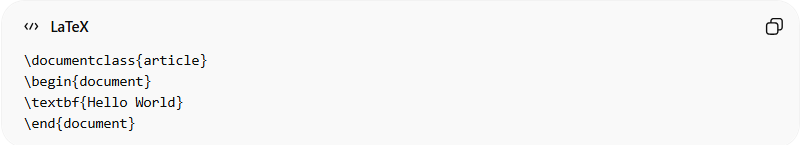 LaTeX
\documentclass{article}
\begin{document}
\textbf{Hello World}
\end{document}